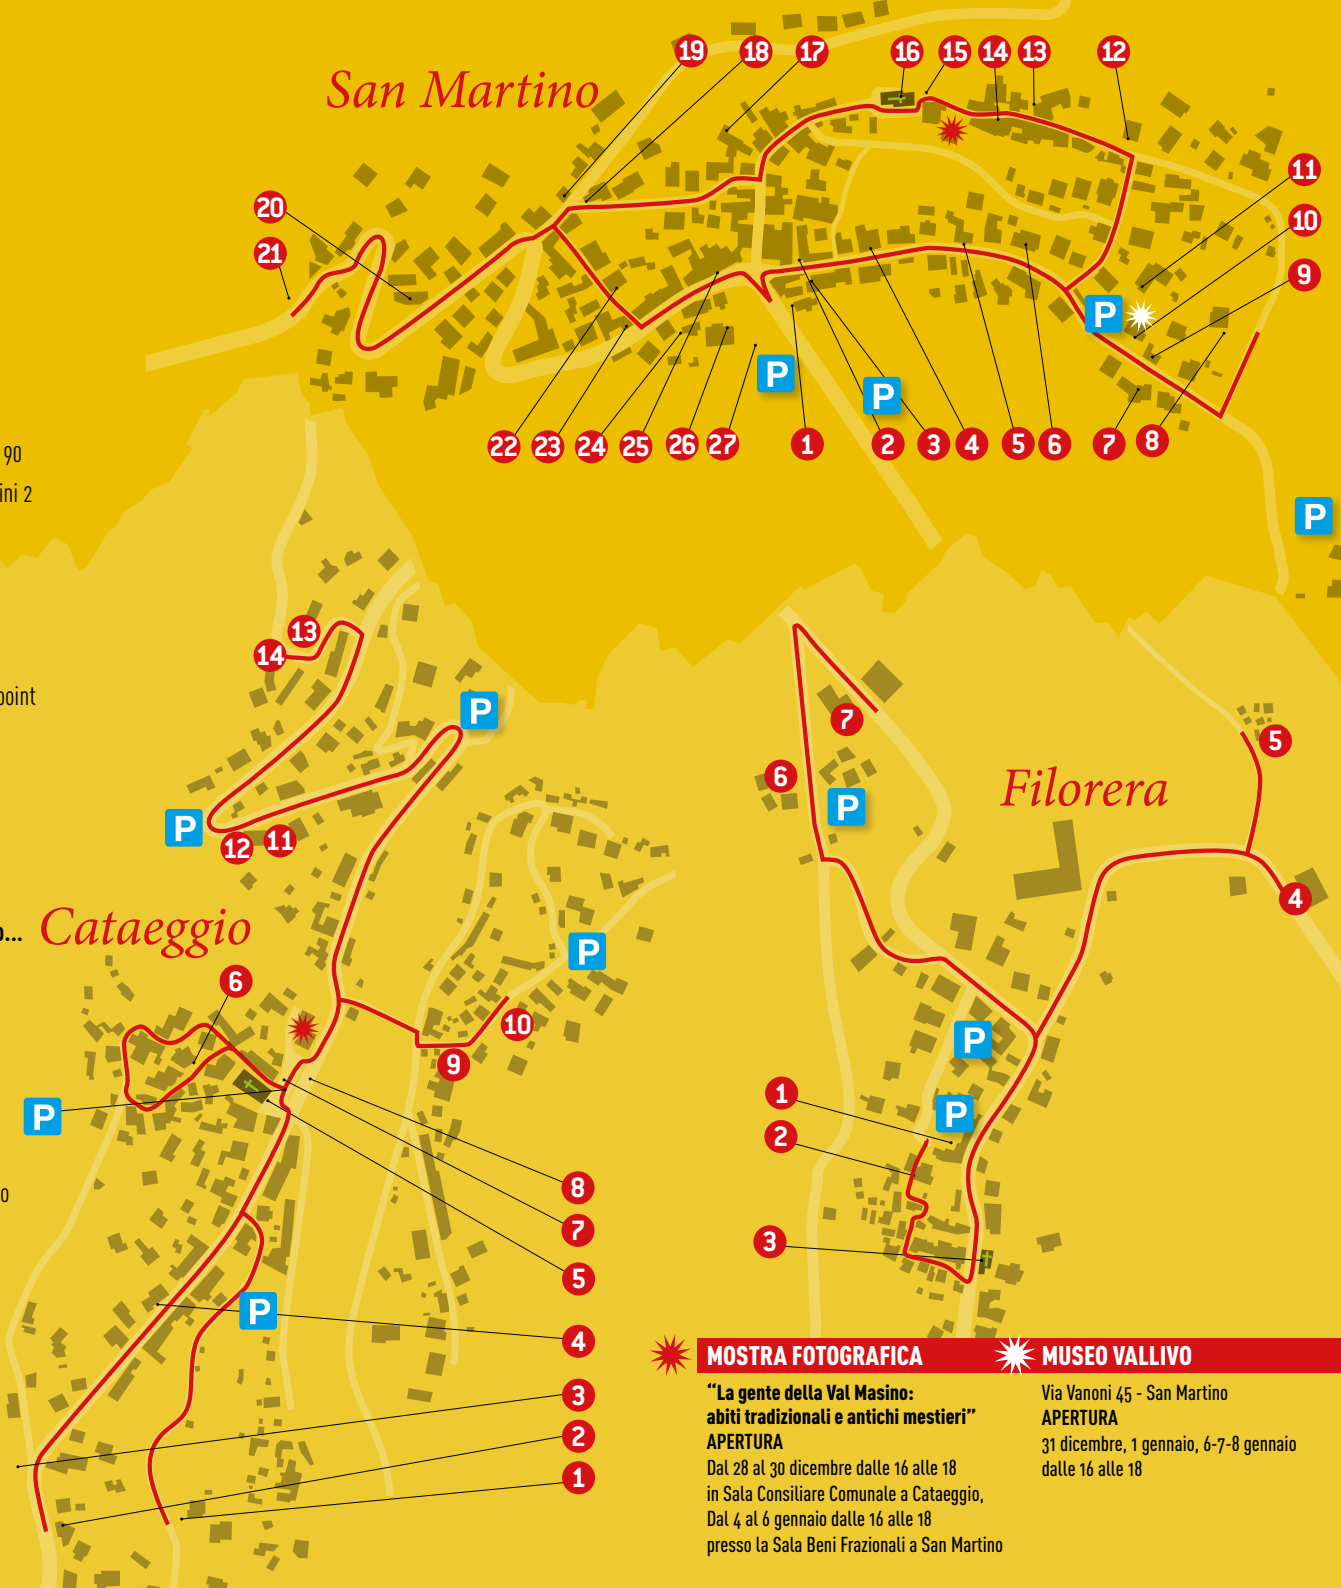 19 18 17 16 15 14 13 12
San Martino
11
20
10
21
9
P
P
P
22 23 24 25 26 27 1 2 3 4 5 6 7 8
90
ini 2
P
13
14
point
P
7
5
6
Filorera
P
P
12 11
4
o...
Cataeggio
P
6
10
P
9
1
P
P
2
8
o
7
3
5
P
4
3
2
1
MOSTRA FOTOGRAFICA
“La gente della Val Masino:
abiti tradizionali e antichi mestieri”
APERTURA
Dal 28 al 30 dicembre dalle 16 alle 18
in Sala Consiliare Comunale a Cataeggio,
Dal 4 al 6 gennaio dalle 16 alle 18
presso la Sala Beni Frazionali a San Martino
MUSEO VALLIVO
Via Vanoni 45 - San Martino
APERTURA
31 dicembre, 1 gennaio, 6-7-8 gennaio
dalle 16 alle 18